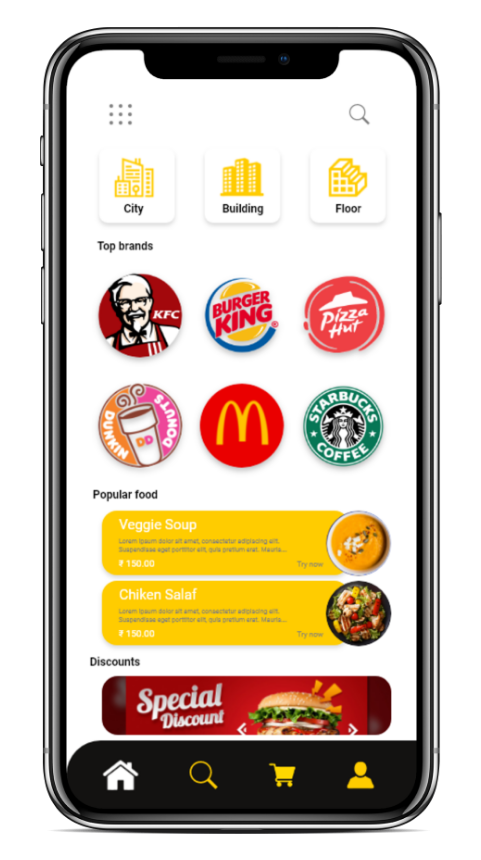 City
Building
Floor
Top brands
KFC
BURGER
KING
®
Pizza
Hut
DUNKIN'
DONUTS
DD
STARBUCKS
COFFEE
Popular food
Veggie Soup
Lorem ipsum dolor sit amet, consectetur adipiscing elit.
Suspendisse eget porttitor elit, quis pretium erat. Mauris...
₹ 150.00
Try now
Chiken Salaf
Lorem ipsum dolor sit amet, consectetur adipiscing elit.
Suspendisse eget porttitor elit, quis pretium erat. Mauris...
₹ 150.00
Try now
Discounts
Special
Discount